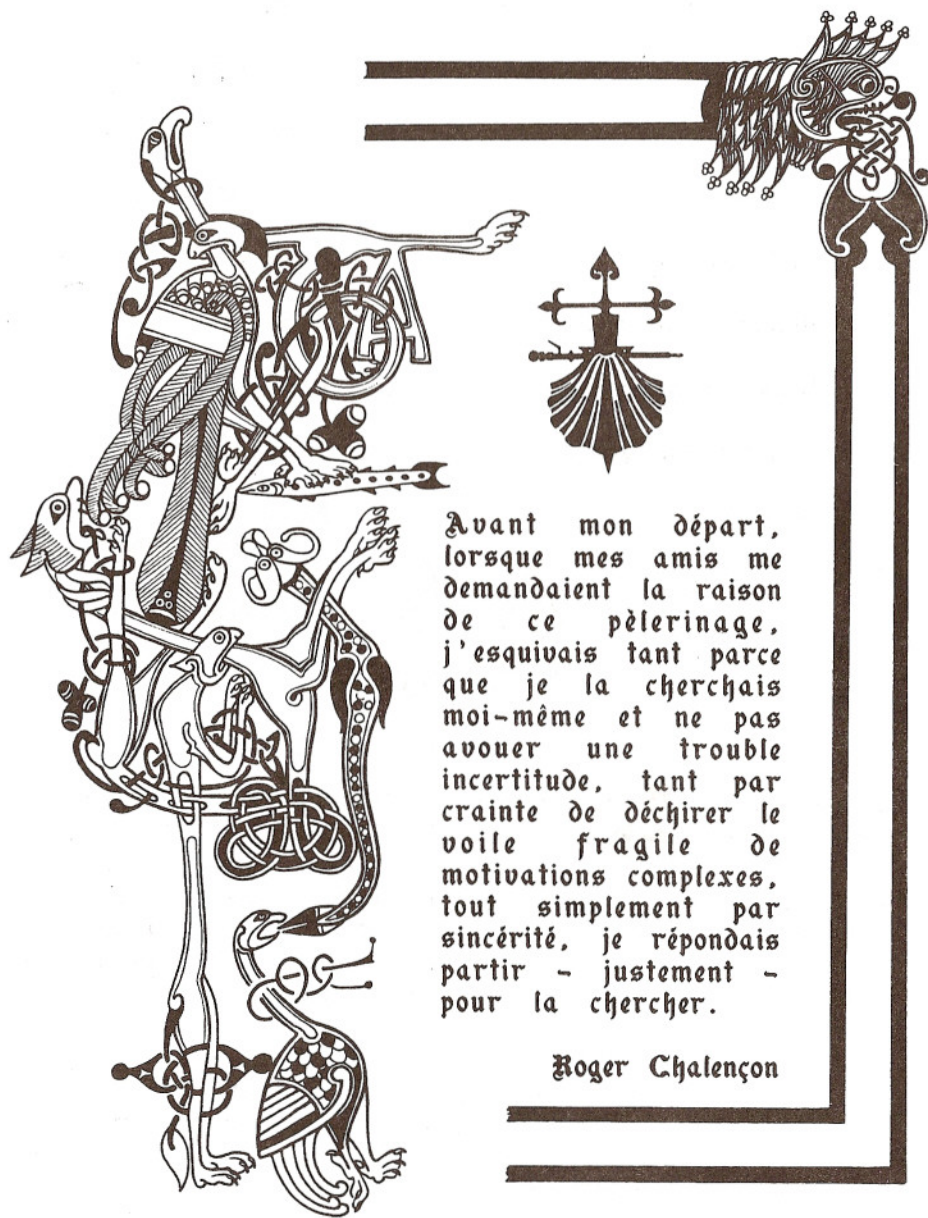 Avant mon départ,
lorsque mes amis me
demandaient la raison
de ce pèlerinage,
j'esquivais tant parce
que je la cherchais
moi-même et ne pas
avouer une trouble
incertitude, tant par
crainte de déchirer le
voile fragile de
motivations complexes,
tout simplement par
sincérité, je répondais
partir - justement -
pour la chercher.
Roger Chalençon